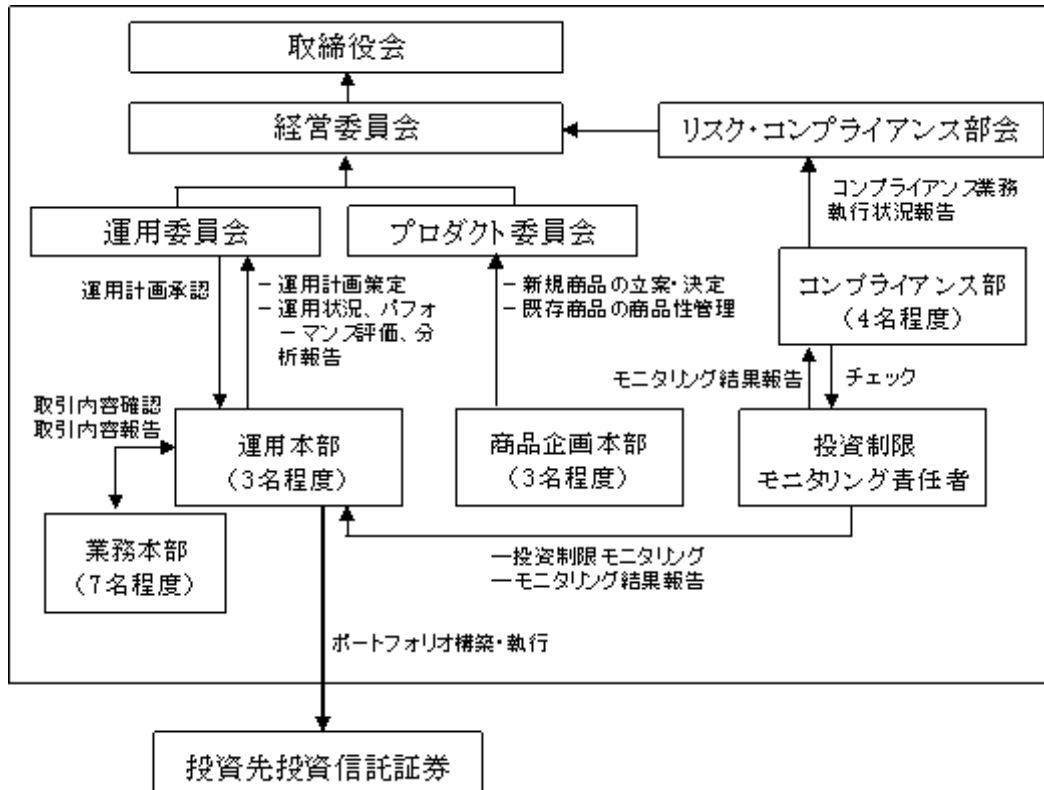 取締役会
経営委員会
リスク・コンプライアンス部会
コンプライアンス業務
執行状況報告
運用委員会
プロダクト委員会
運用計画承認
－運用計画策定
－運用状況、パフォ
ーマンス評価、分
析報告
－新規商品の立案・決定
－既存商品の商品性管理
コンプライアンス部
（4名程度）
モニタリング結果報告
チェック
取引内容確認
取引内容報告
運用本部
（3名程度）
商品企画本部
（3名程度）
投資制限
モニタリング責任者
業務本部
（7名程度）
―投資制限モニタリング
―モニタリング結果報告
ポートフォリオ構築・執行
投資先投資信託証券